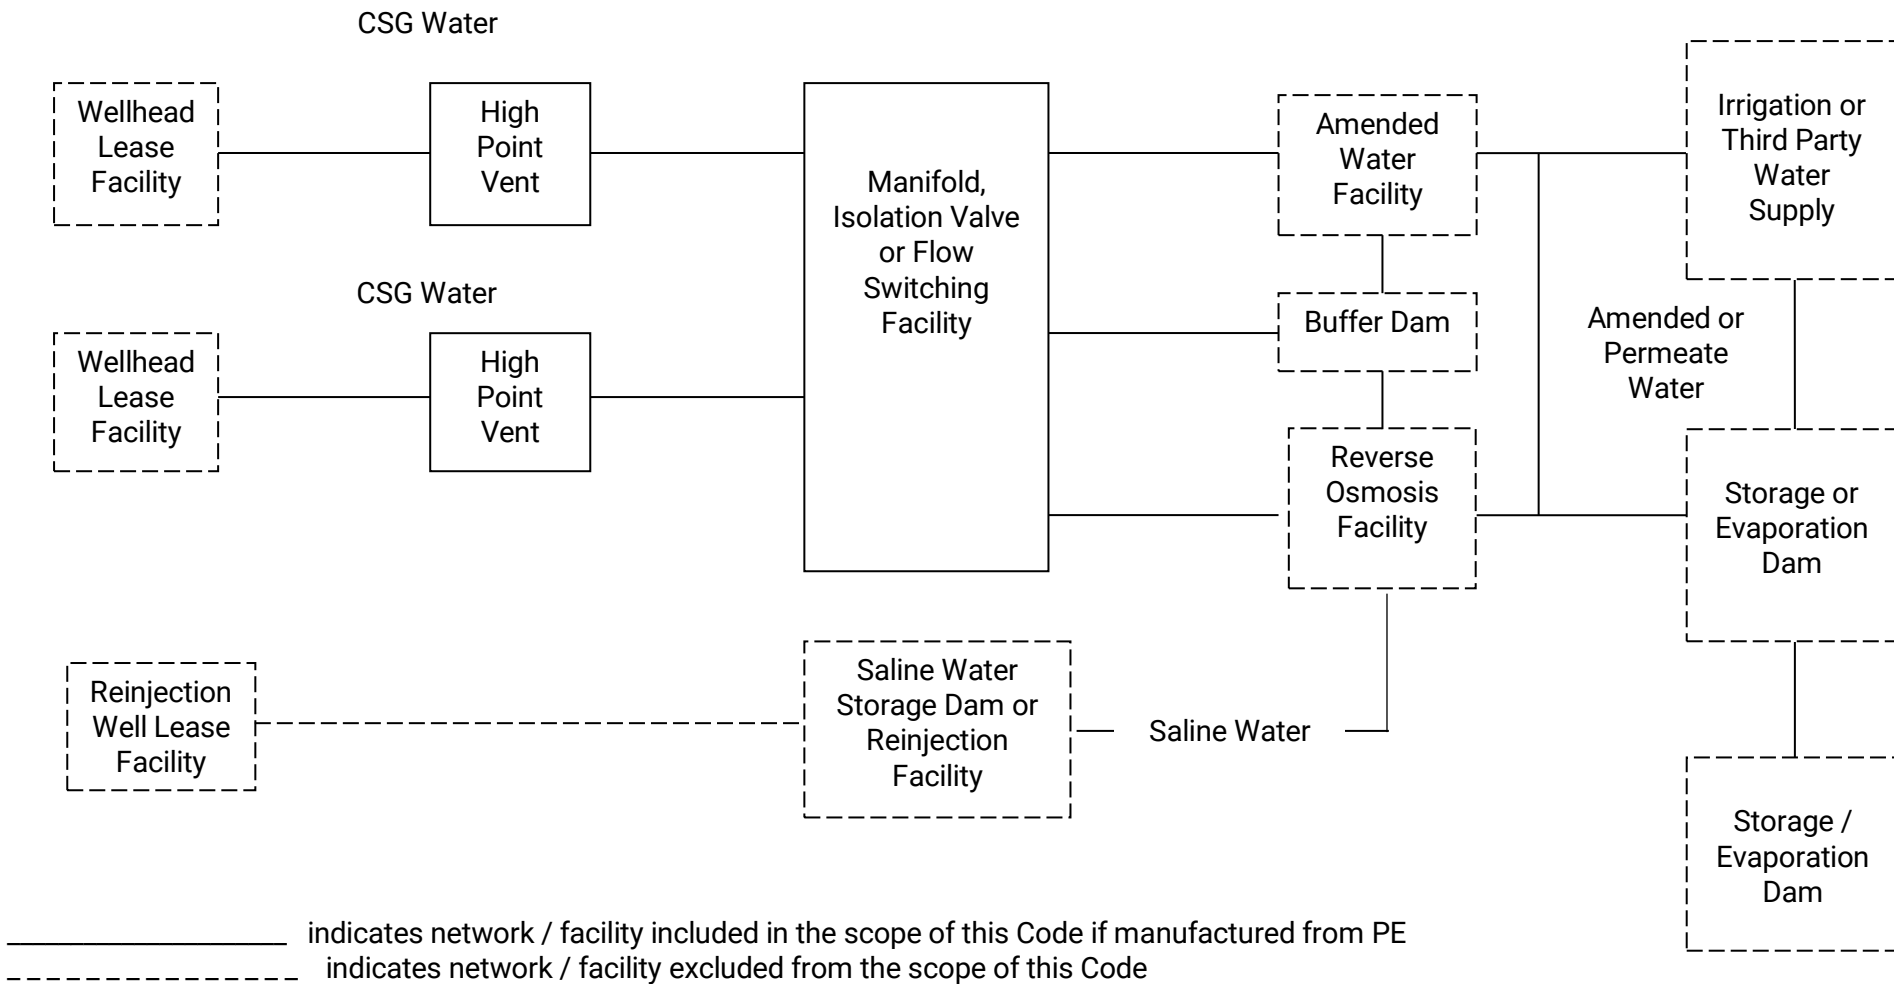 CSG Water
Wellhead
Lease
Facility
High
Point
Vent
Manifold,
Isolation Valve
or Flow
Switching
Facility
Amended
Water
Facility
Irrigation or
Third Party
Water
Supply
CSG Water
Wellhead
Lease
Facility
High
Point
Vent
Buffer Dam
Amended or
Permeate
Water
Reverse
Osmosis
Facility
Storage or
Evaporation
Dam
Reinjection
Well Lease
Facility
Saline Water
Storage Dam or
Reinjection
Facility
Saline Water
Storage /
Evaporation
Dam
indicates network / facility included in the scope of this Code if manufactured from PE
indicates network / facility excluded from the scope of this Code